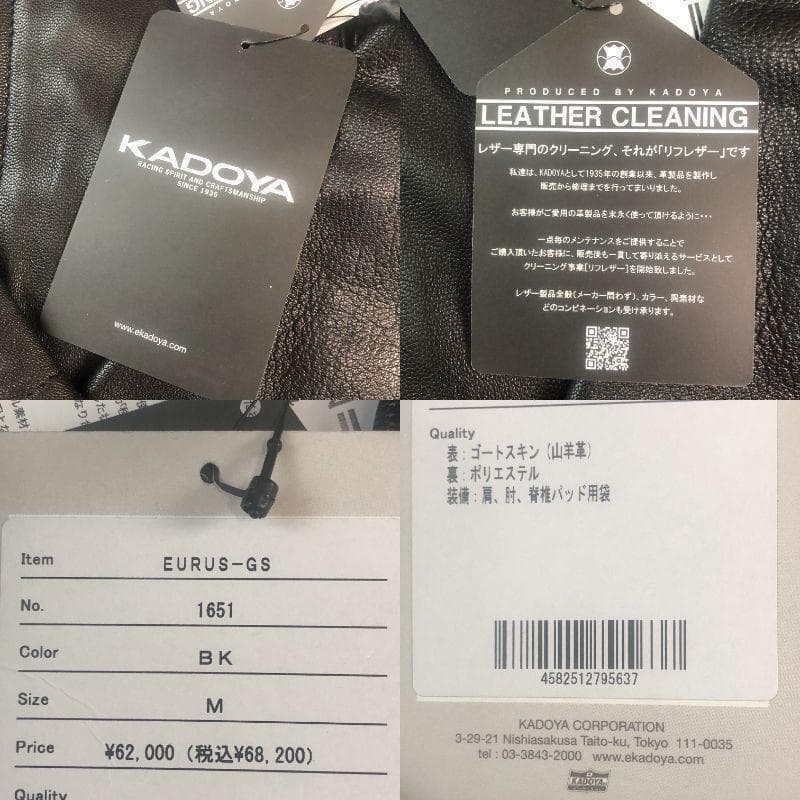 KADOYA
RACING SPIRIT AND CRAFTSMANSHIP
SINCE 1935
www.ekadoya.com
PRODUCED BY KADOYA
LEATHER CLEANING
レザー専門のクリーニング、それが「リフレザー」です
私達は、KADOYAとして1935年の創業以来、革製品を製作し
販売から修理までを行ってまいりました。
お客様がご愛用の革製品を末永く使って頂けるように・・・
一点毎のメンテナンスをご提供することで
ご購入頂いたお客様に、販売後も一貫して寄り添えるサービスとして
クリーニング事業[リフレザー]を開始致しました。
レザー製品全般(メーカー問わず)、カラー、異素材など
どのコンビネーションも受け承ります。
Item EURUS-GS
No. 1651
Color BK
Size M
Price ¥62,000 (税込¥68,200)
Quality
Quality
表:ゴートスキン(山羊革)
裏:ポリエステル
装備:肩、肘、脊椎パッド用袋
4582512795637
KADOYA CORPORATION
3-29-21 Nishiasakusa Taito-ku, Tokyo 111-0035
tel : 03-3843-2000 www.ekadoya.com
KADOYA